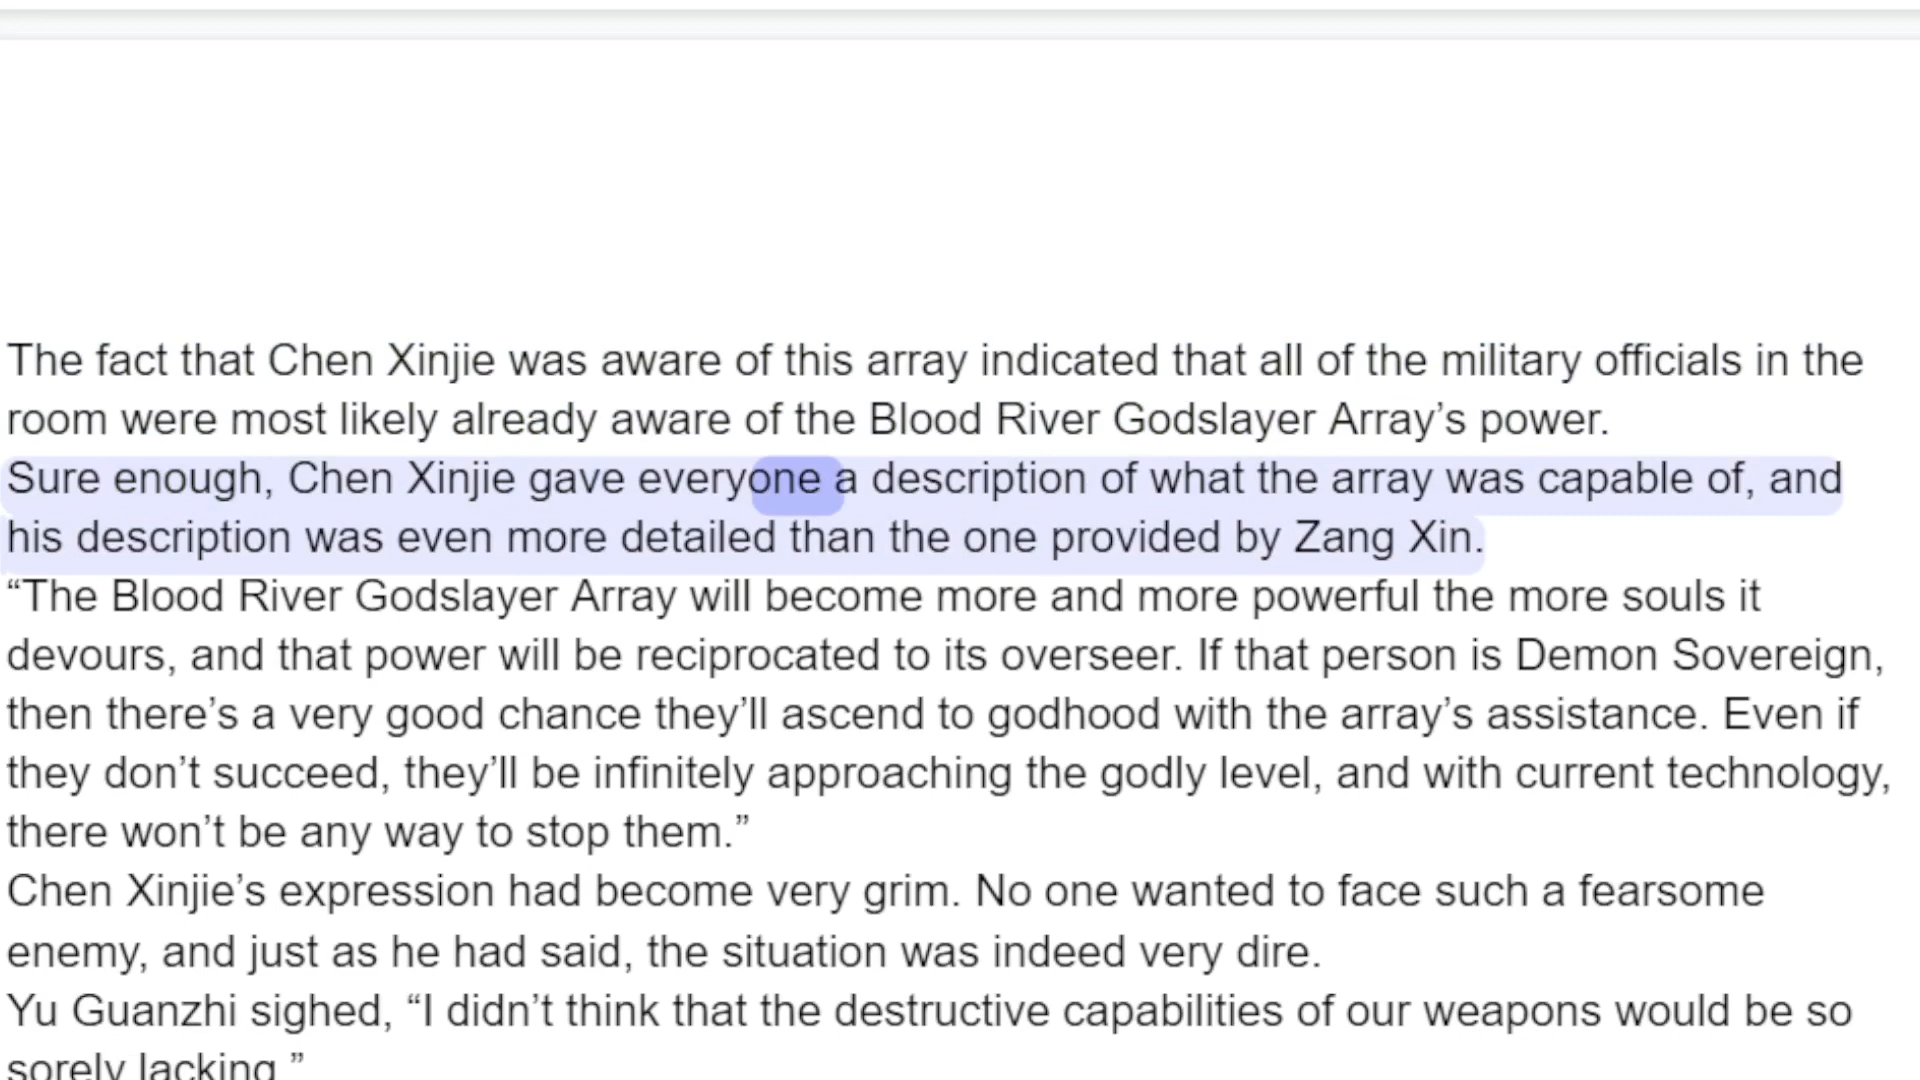 The fact that Chen Xinjie was aware of this array indicated that all of the military officials in the
room were most likely already aware of the Blood River Godslayer Array’s power.
Sure enough, Chen Xinjie gave everyone a description of what the array was capable of, and
his description was even more detailed than the one provided by Zang Xin.
“The Blood River Godslayer Array will become more and more powerful the more souls it
devours, and that power will be reciprocated to its overseer. If that person is Demon Sovereign,
then there’s a very good chance they’ll ascend to godhood with the array’s assistance. Even if
they don’t succeed, they’ll be infinitely approaching the godly level, and with current technology,
there won’t be any way to stop them.”
Chen Xinjie’s expression had become very grim. No one wanted to face such a fearsome
enemy, and just as he had said, the situation was indeed very dire.
Yu Guanzhi sighed, “I didn’t think that the destructive capabilities of our weapons would be so
sorely lacking.”